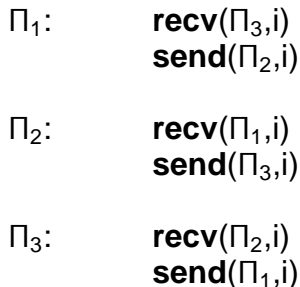 Π₁: recv(Π₃,i)
send(Π₂,i)
Π₂: recv(Π₁,i)
send(Π₃,i)
Π₃: recv(Π₂,i)
send(Π₁,i)